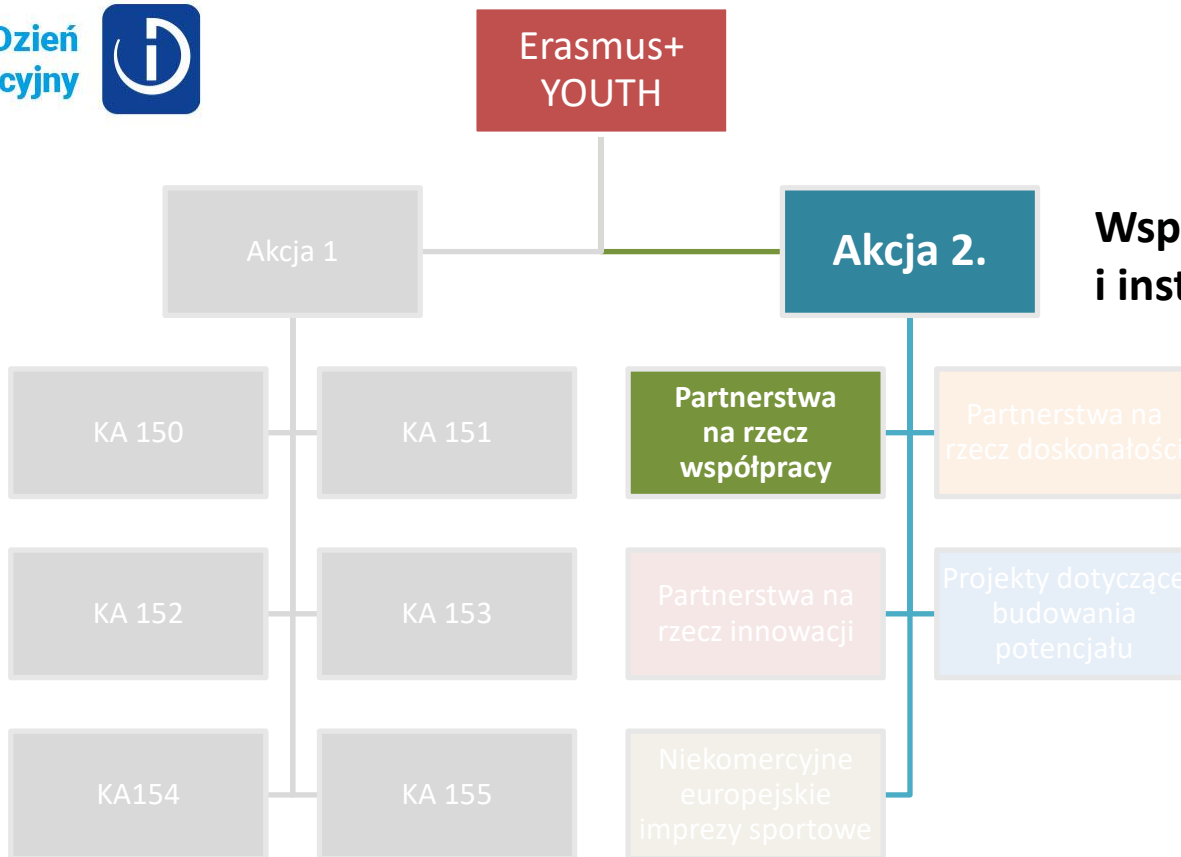 Dzień
cyjny
Erasmus+
YOUTH
Akcja 1
Akcja 2.
Wsp
i inst
KA 150
KA 151
Partnerstwa
na rzecz
współpracy
Partnerstwa na
rzecz doskonałości
KA 152
KA 153
Partnerstwa na
rzecz innowacji
Projekty dotyczące
budowania
potencjału
KA154
KA 155
Niekomercyjne
europejskie
imprezy sportowe